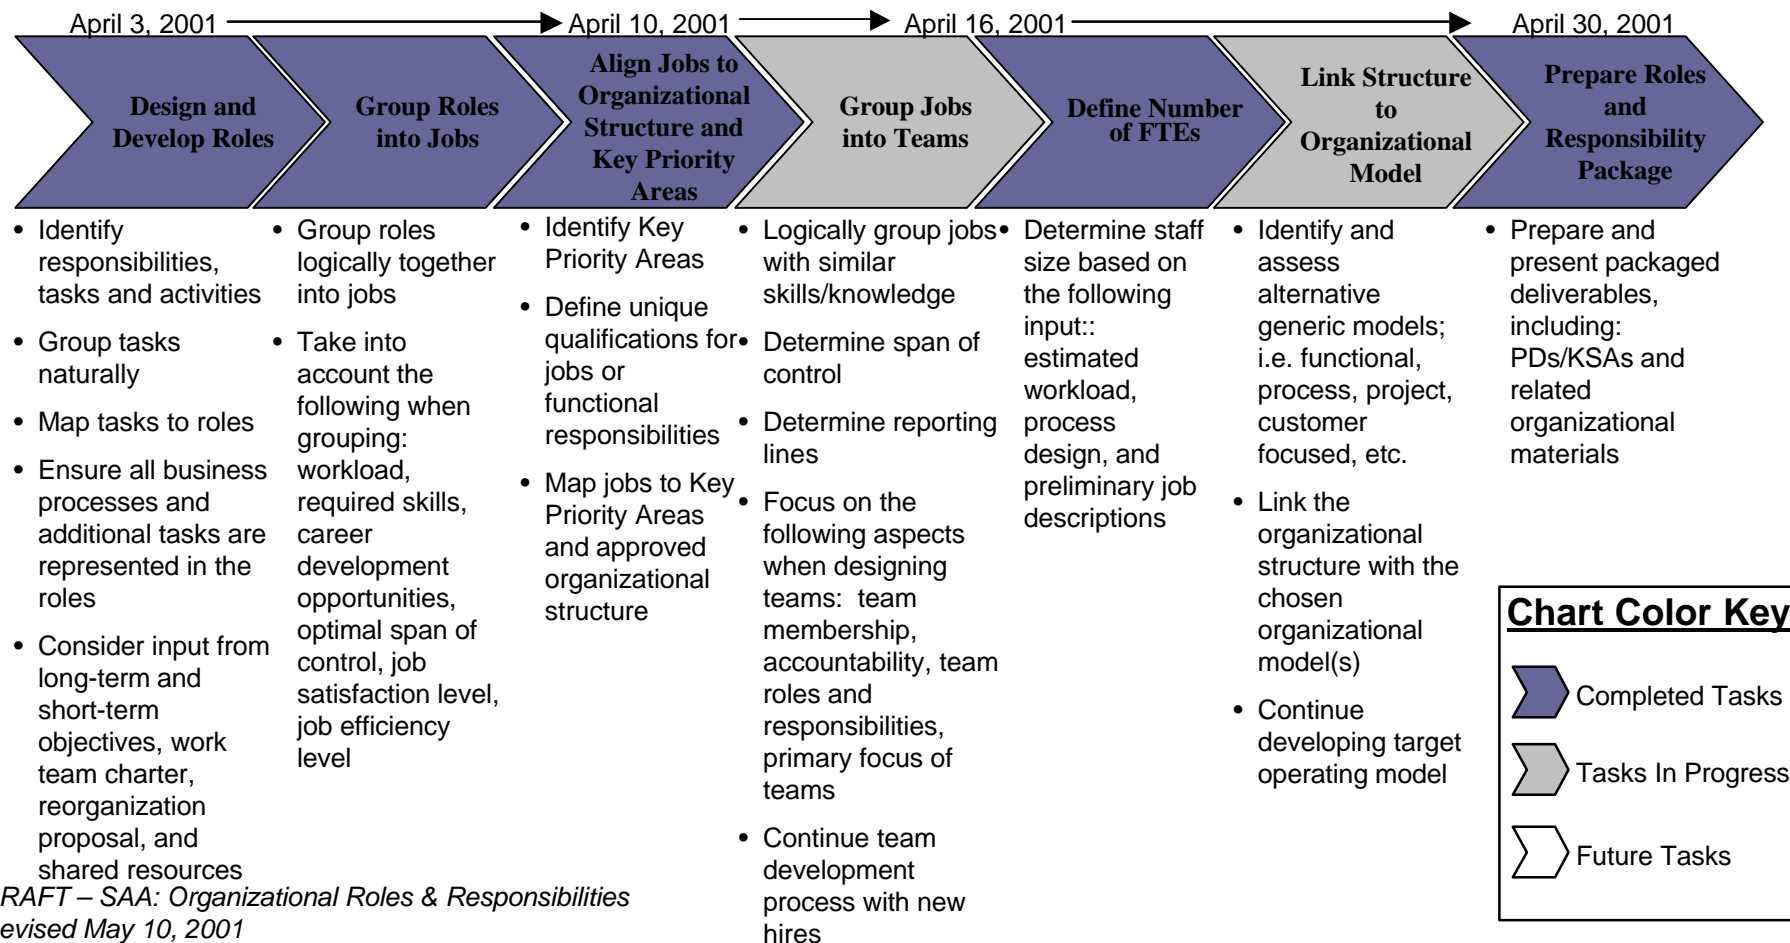 April 3, 2001
April 10, 2001
April 16, 2001
April 30, 2001
Design and
Develop Roles
Group Roles
into Jobs
Align Jobs to
Organizational
Structure and
Key Priority
Areas
Group Jobs
into Teams
Define Number
of FTEs
Link Structure
to
Organizational
Model
Prepare Roles
and
Responsibility
Package
• Identify
responsibilities,
tasks and activities
• Group tasks
naturally
• Map tasks to roles
• Ensure all business
processes and
additional tasks are
represented in the
roles
• Consider input from
long-term and
short-term
objectives, work
team charter,
reorganization
proposal, and
shared resources
• Group roles
logically together
into jobs
• Take into
account the
following when
grouping:
workload,
required skills,
career
development
opportunities,
optimal span of
control, job
satisfaction level,
job efficiency
level
• Identify Key
Priority Areas
• Define unique
qualifications for
jobs or
functional
responsibilities
• Map jobs to Key
Priority Areas
and approved
organizational
structure
• Logically group jobs
with similar
skills/knowledge
• Determine span of
control
• Determine reporting
lines
• Focus on the
following aspects
when designing
teams: team
membership,
accountability, team
roles and
responsibilities,
primary focus of
teams
• Continue team
development
process with new
hires
• Determine staff
size based on
the following
input::
estimated
workload,
process
design, and
preliminary job
descriptions
• Identify and
assess
alternative
generic models;
i.e. functional,
process, project,
customer
focused, etc.
• Link the
organizational
structure with the
chosen
organizational
model(s)
• Continue
developing target
operating model
• Prepare and
present packaged
deliverables,
including:
PDs/KSAs and
related
organizational
materials
Chart Color Key
Completed Tasks
Tasks In Progress
Future Tasks
RAFT – SAA: Organizational Roles & Responsibilities
evised May 10, 2001